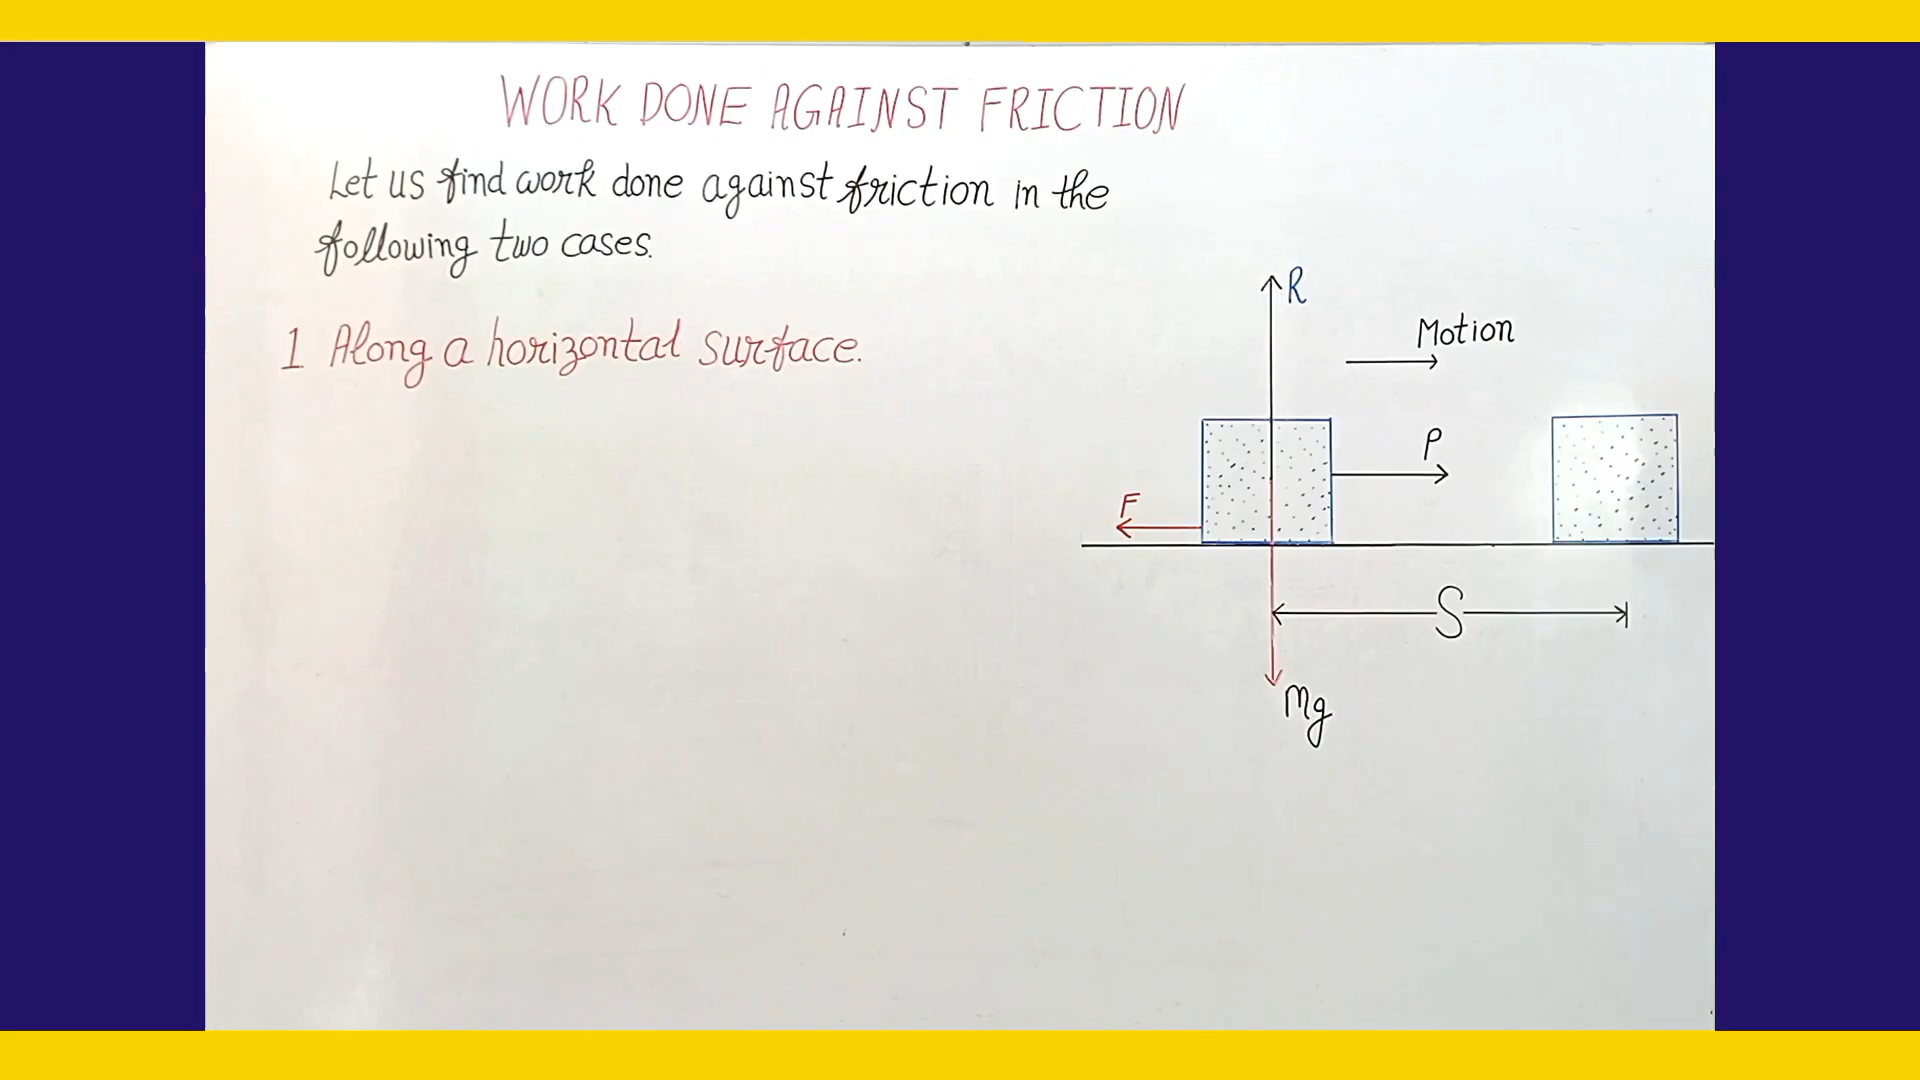 WORK DONE AGAINST FRICTION
Let us find work done against friction in the
following two cases.
1 Along a horizontal surface.
R
Motion
P
F
S
Mg